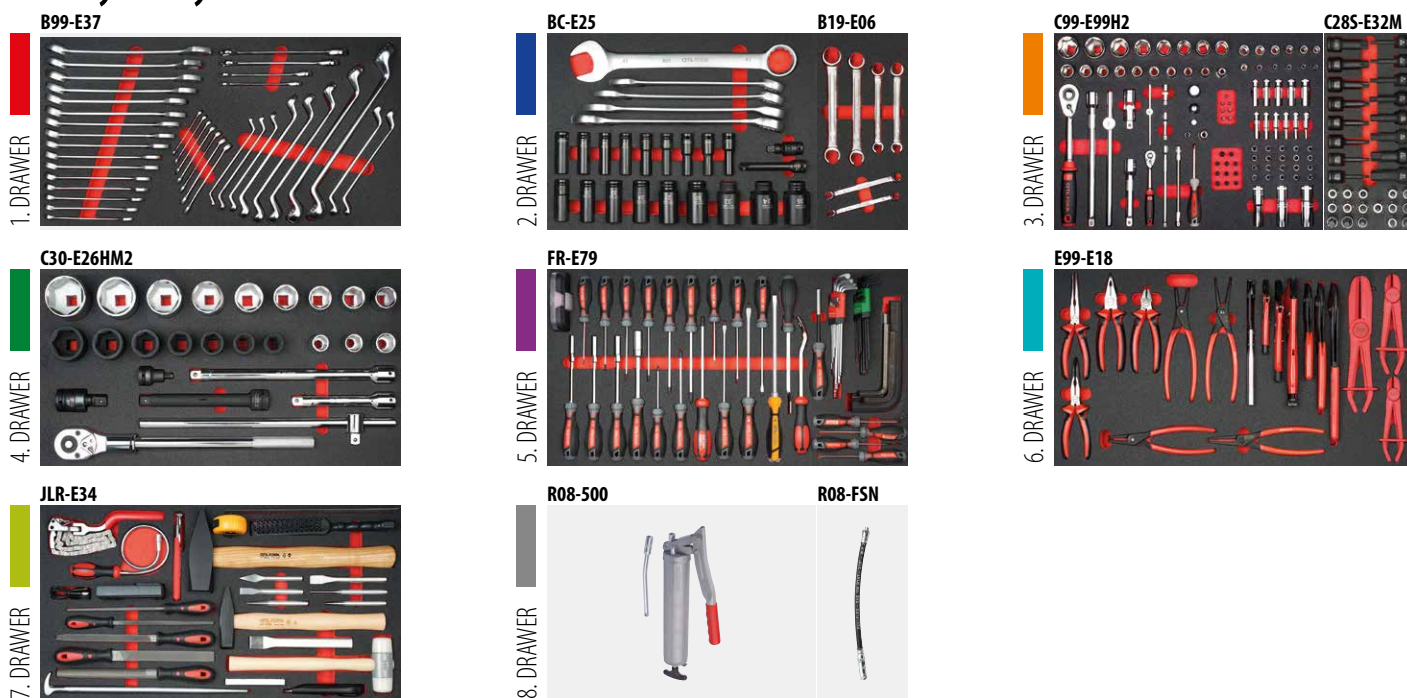 B99-E37
1. DRAWER
BC-E25 B19-E06
2. DRAWER
C99-E99H2 C28S-E32M
3. DRAWER
C30-E26HM2
4. DRAWER
FR-E79
5. DRAWER
E99-E18
6. DRAWER
JLR-E34
7. DRAWER
R08-500 R08-FSN
8. DRAWER